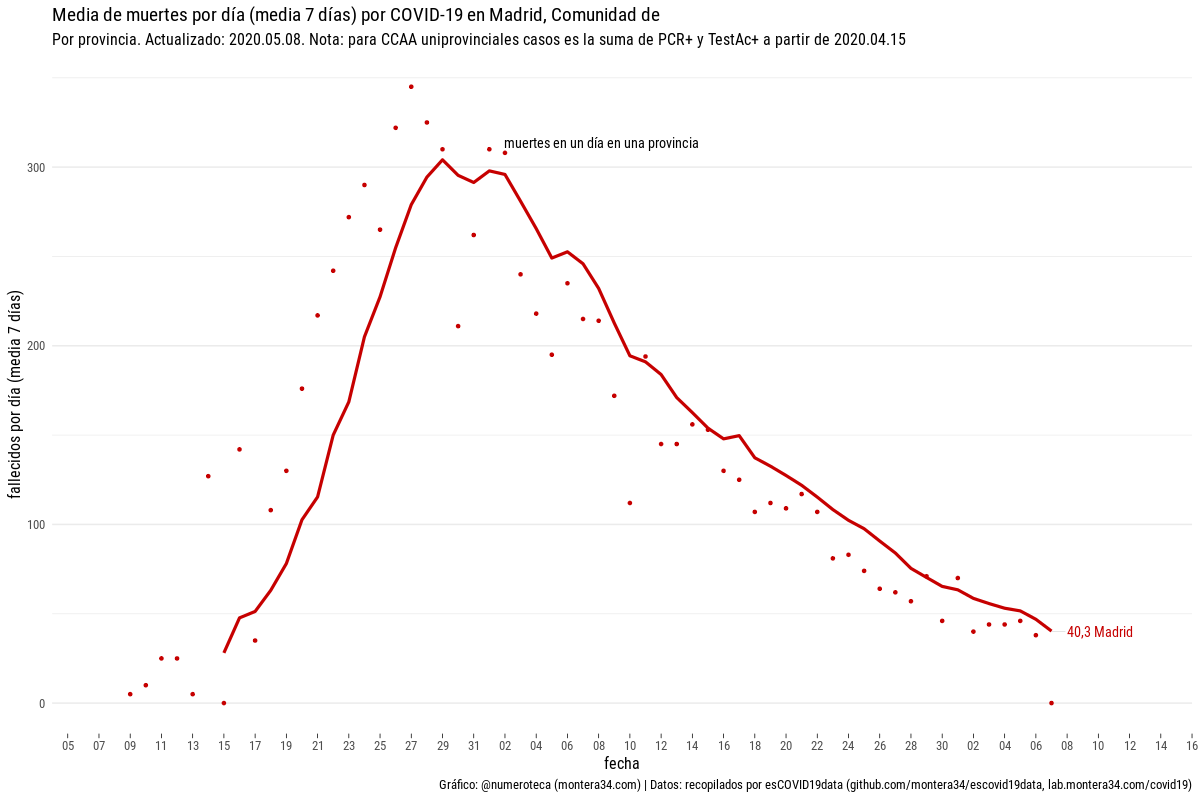 Media de muertes por día (media 7 días) por COVID-19 en Madrid, Comunidad de
Por provincia. Actualizado: 2020.05.08. Nota: para CCAA uniprovinciales casos es la suma de PCR+ y TestAc+ a partir de 2020.04.15
muertes en un día en una provincia
300
200
100
0
fallecidos por día (media 7 días)
40,3 Madrid
05 07 09 11 13 15 17 19 21 23 25 27 29 31 02 04 06 08 10 12 14 16 18 20 22 24 26 28 30 02 04 06 08 10 12 14 16
fecha
Gráfico: @numeroteca (montera34.com) | Datos: recopilados por esCOVID19data (github.com/montera34/escovid19data, lab.montera34.com/covid19)